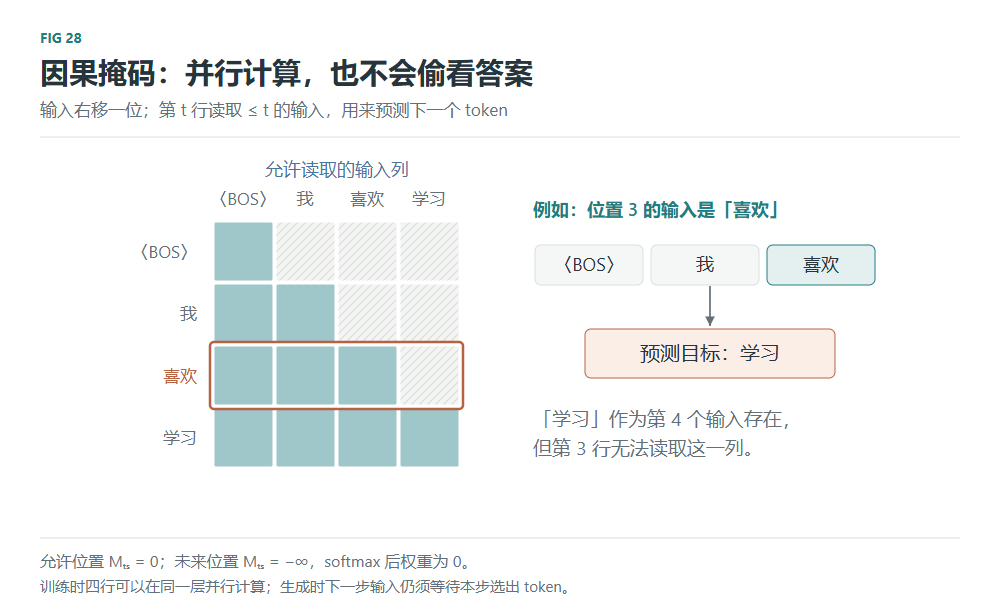 FIG 28
因果掩码：并行计算，也不会偷看答案
输入右移一位；第 t 行读取 ≤ t 的输入，用来预测下一个 token
允许读取的输入列
〈BOS〉 我 喜欢 学习
〈BOS〉
我
喜欢
学习
例如：位置 3 的输入是「喜欢」
〈BOS〉 我 喜欢
预测目标：学习
「学习」作为第 4 个输入存在，
但第 3 行无法读取这一列。
允许位置 Mₜₛ = 0；未来位置 Mₜₛ = −∞，softmax 后权重为 0。
训练时四行可以在同一层并行计算；生成时下一步输入仍须等待本步选出 token。